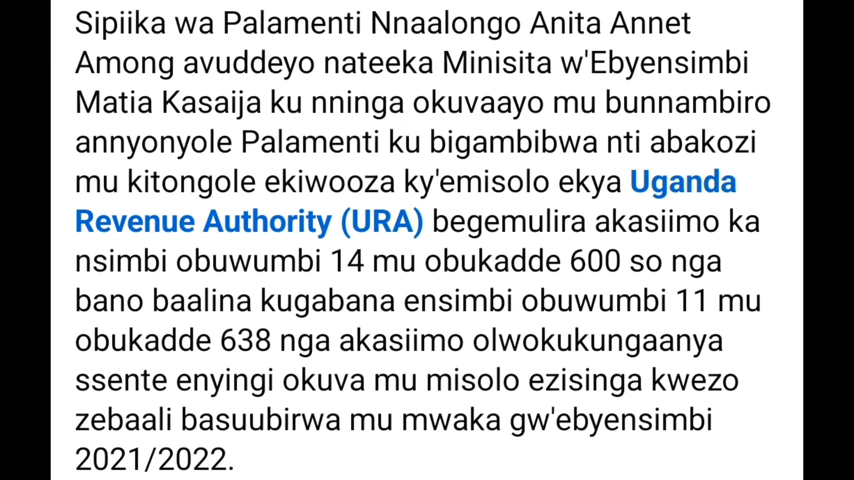 Sipiika wa Palamenti Nnaalongo Anita Annet
Among avuddeyo nateeka Minisita w'Ebyensimbi
Matia Kasaija ku nninga okuvaayo mu bunnambiro
annyonyole Palamenti ku bigambibwa nti abakozi
mu kitongole ekiwooza ky'emisolo ekya Uganda
Revenue Authority (URA) begemulira akasiimo ka
nsimbi obuwumbi 14 mu obukadde 600 so nga
bano baalina kugabana ensimbi obuwumbi 11 mu
obukadde 638 nga akasiimo olwokukungaanya
ssente enyingi okuva mu misolo ezisinga kwezo
zebaali basuubirwa mu mwaka gw'ebyensimbi
2021/2022.